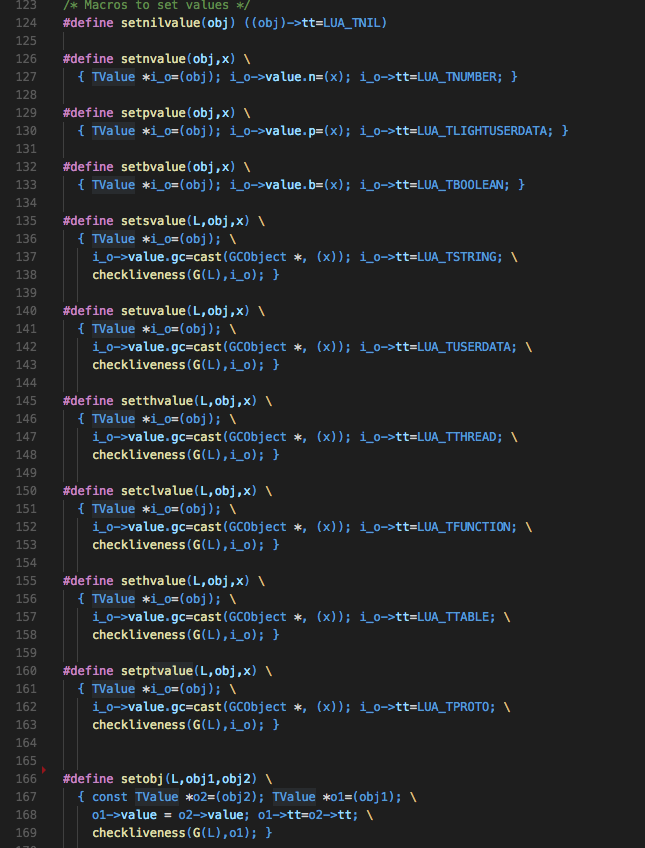 123 /* Macros to set values */
124 #define setnilvalue(obj) ((obj)->tt=LUA_TNIL)
125
126 #define setnvalue(obj,x) \
127 { TValue *i_o=(obj); i_o->value.n=(x); i_o->tt=LUA_TNUMBER; }
128
129 #define setpvalue(obj,x) \
130 { TValue *i_o=(obj); i_o->value.p=(x); i_o->tt=LUA_TLIGHTUSERDATA; }
131
132 #define setbvalue(obj,x) \
133 { TValue *i_o=(obj); i_o->value.b=(x); i_o->tt=LUA_TBOOLEAN; }
134
135 #define setsvalue(L,obj,x) \
136 { TValue *i_o=(obj); \
137 i_o->value.gc=cast(GCObject *, (x)); i_o->tt=LUA_TSTRING; \
138 checkliveness(G(L),i_o); }
139
140 #define setuvalue(L,obj,x) \
141 { TValue *i_o=(obj); \
142 i_o->value.gc=cast(GCObject *, (x)); i_o->tt=LUA_TUSERDATA; \
143 checkliveness(G(L),i_o); }
144
145 #define setthvalue(L,obj,x) \
146 { TValue *i_o=(obj); \
147 i_o->value.gc=cast(GCObject *, (x)); i_o->tt=LUA_TTHREAD; \
148 checkliveness(G(L),i_o); }
149
150 #define setclvalue(L,obj,x) \
151 { TValue *i_o=(obj); \
152 i_o->value.gc=cast(GCObject *, (x)); i_o->tt=LUA_TFUNCTION; \
153 checkliveness(G(L),i_o); }
154
155 #define sethvalue(L,obj,x) \
156 { TValue *i_o=(obj); \
157 i_o->value.gc=cast(GCObject *, (x)); i_o->tt=LUA_TTABLE; \
158 checkliveness(G(L),i_o); }
159
160 #define setptvalue(L,obj,x) \
161 { TValue *i_o=(obj); \
162 i_o->value.gc=cast(GCObject *, (x)); i_o->tt=LUA_TPROTO; \
163 checkliveness(G(L),i_o); }
164
165
166 #define setobj(L,obj1,obj2) \
167 { const TValue *o2=(obj2); TValue *o1=(obj1); \
168 o1->value = o2->value; o1->tt=o2->tt; \
169 checkliveness(G(L),o1); }